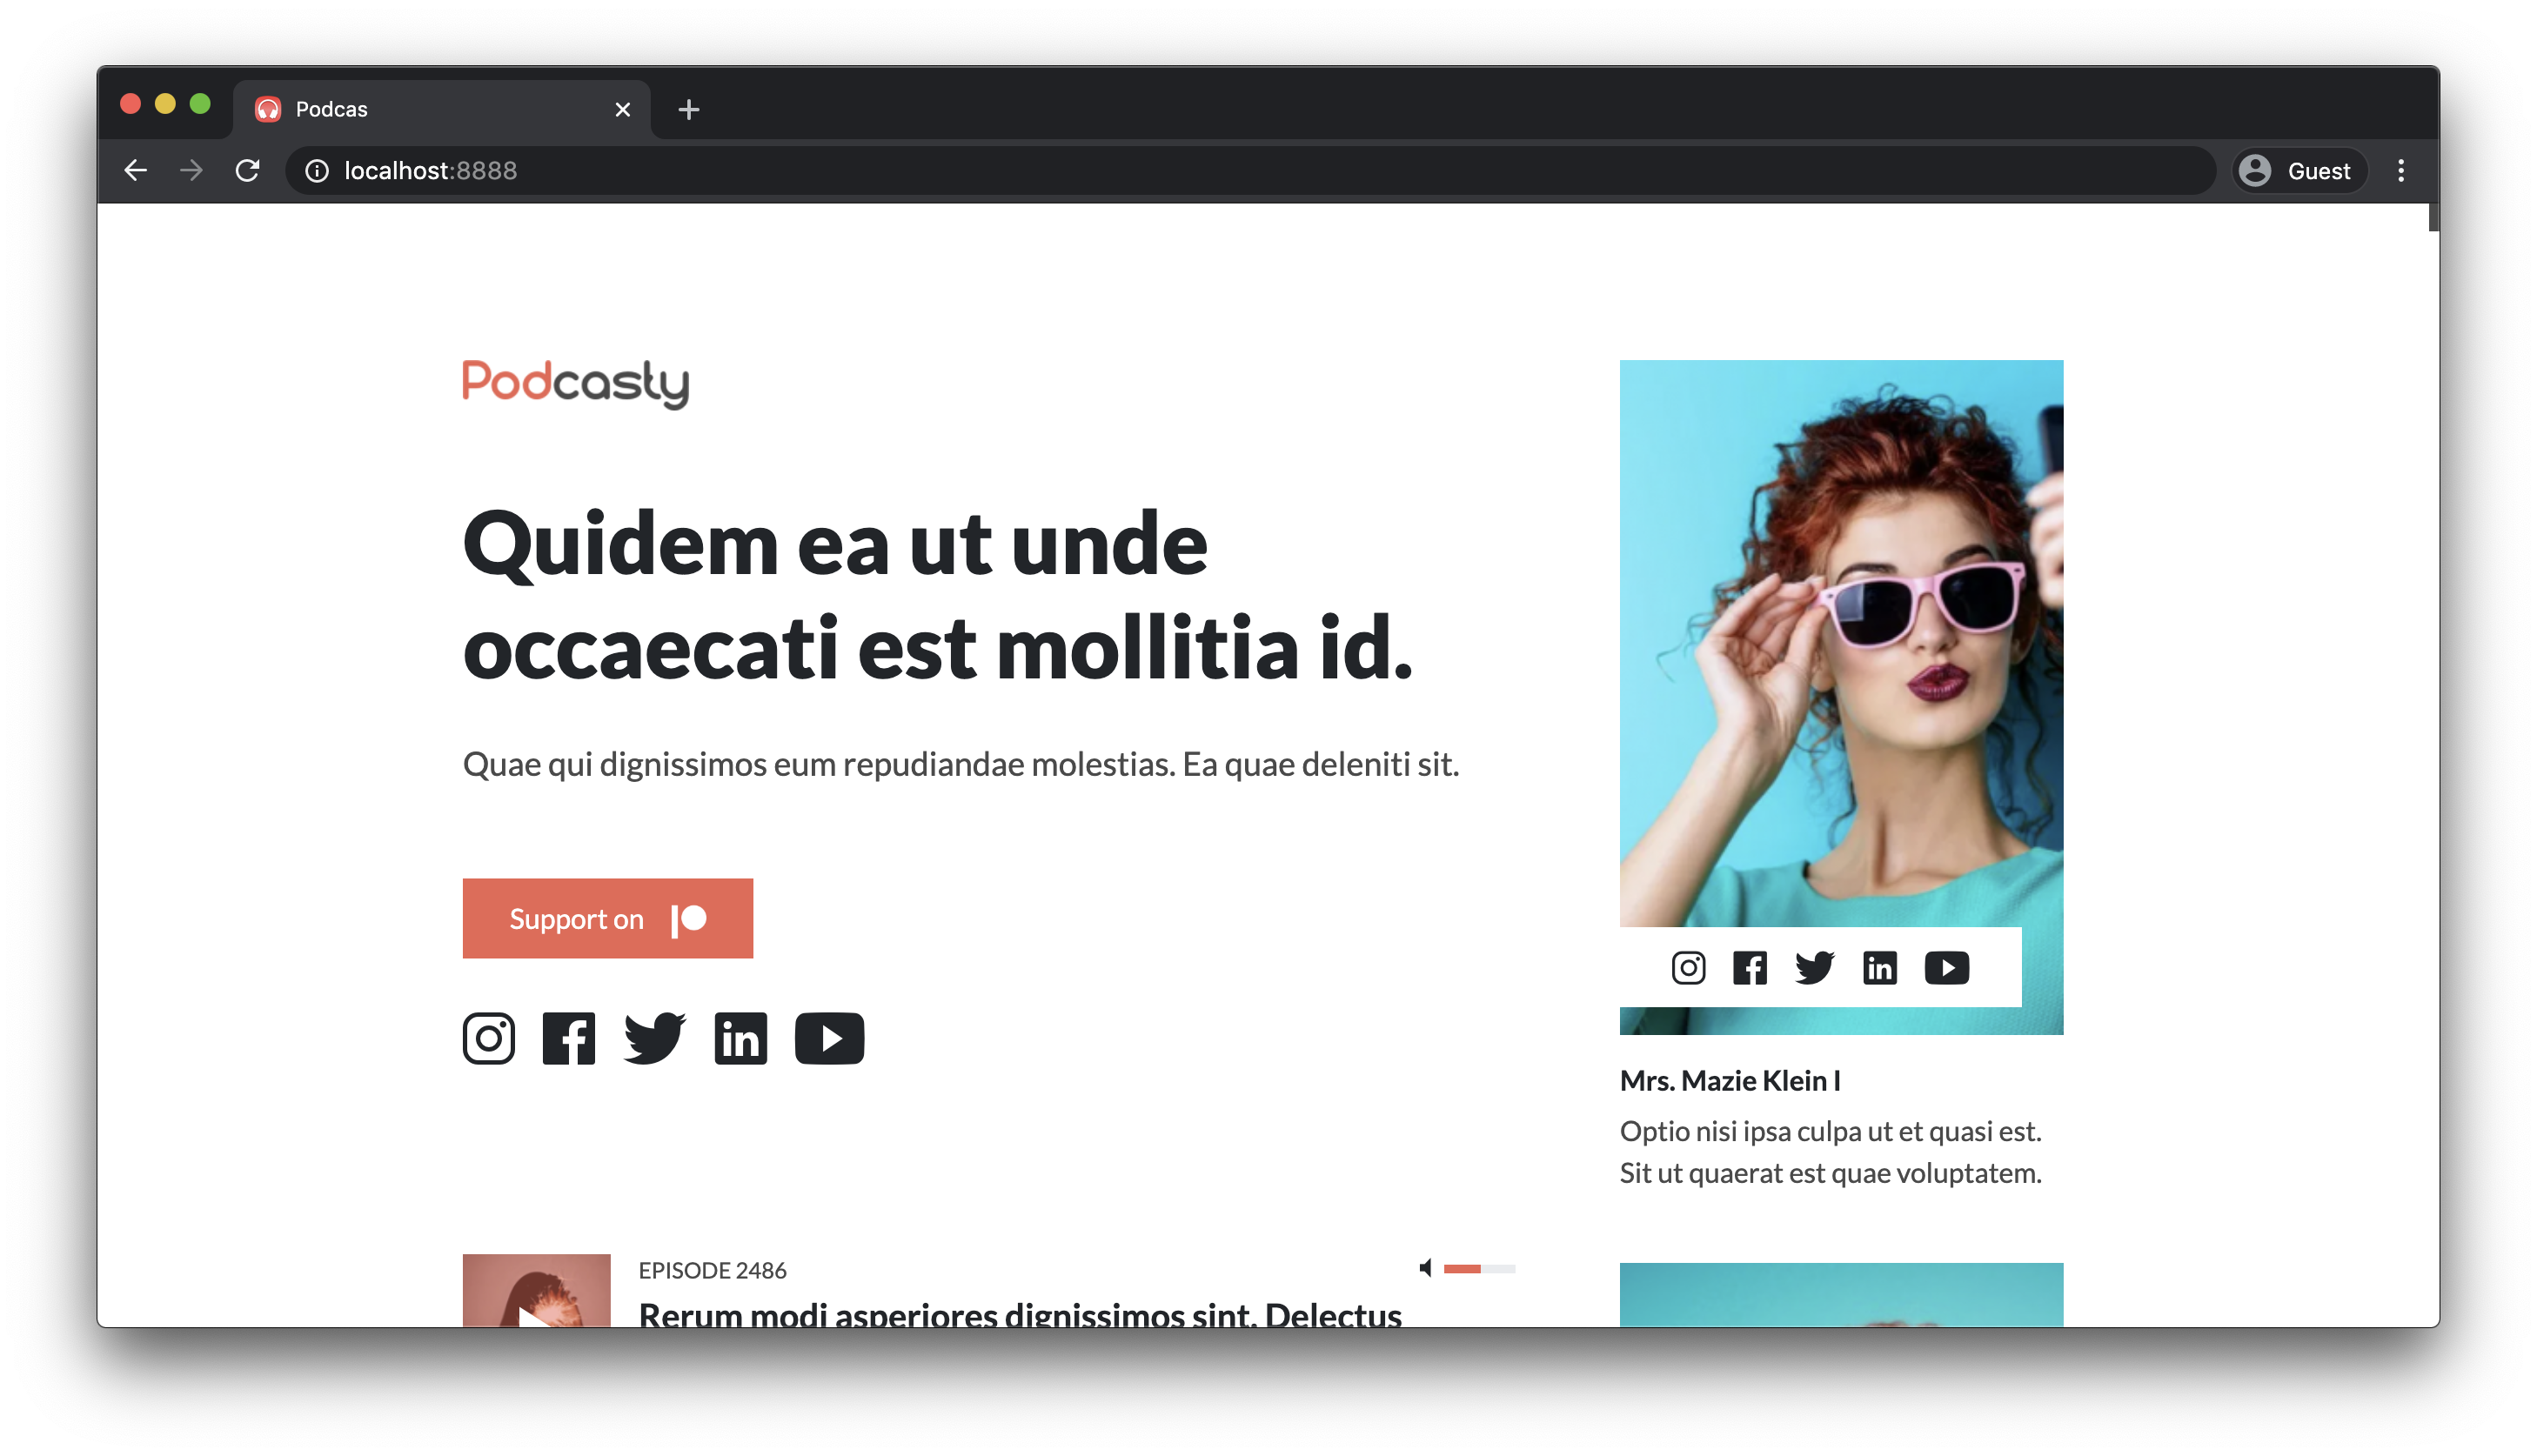 Podcas
localhost:8888
Guest
Podcasty
Quidem ea ut unde
occaecati est mollitia id.
Quae qui dignissimos eum repudiandae molestias. Ea quae deleniti sit.
Support on
Mrs. Mazie Klein I
Optio nisi ipsa culpa ut et quasi est.
Sit ut quaerat est quae voluptatem.
EPISODE 2486
Rerum modi asperiores dignissimos sint. Delectus